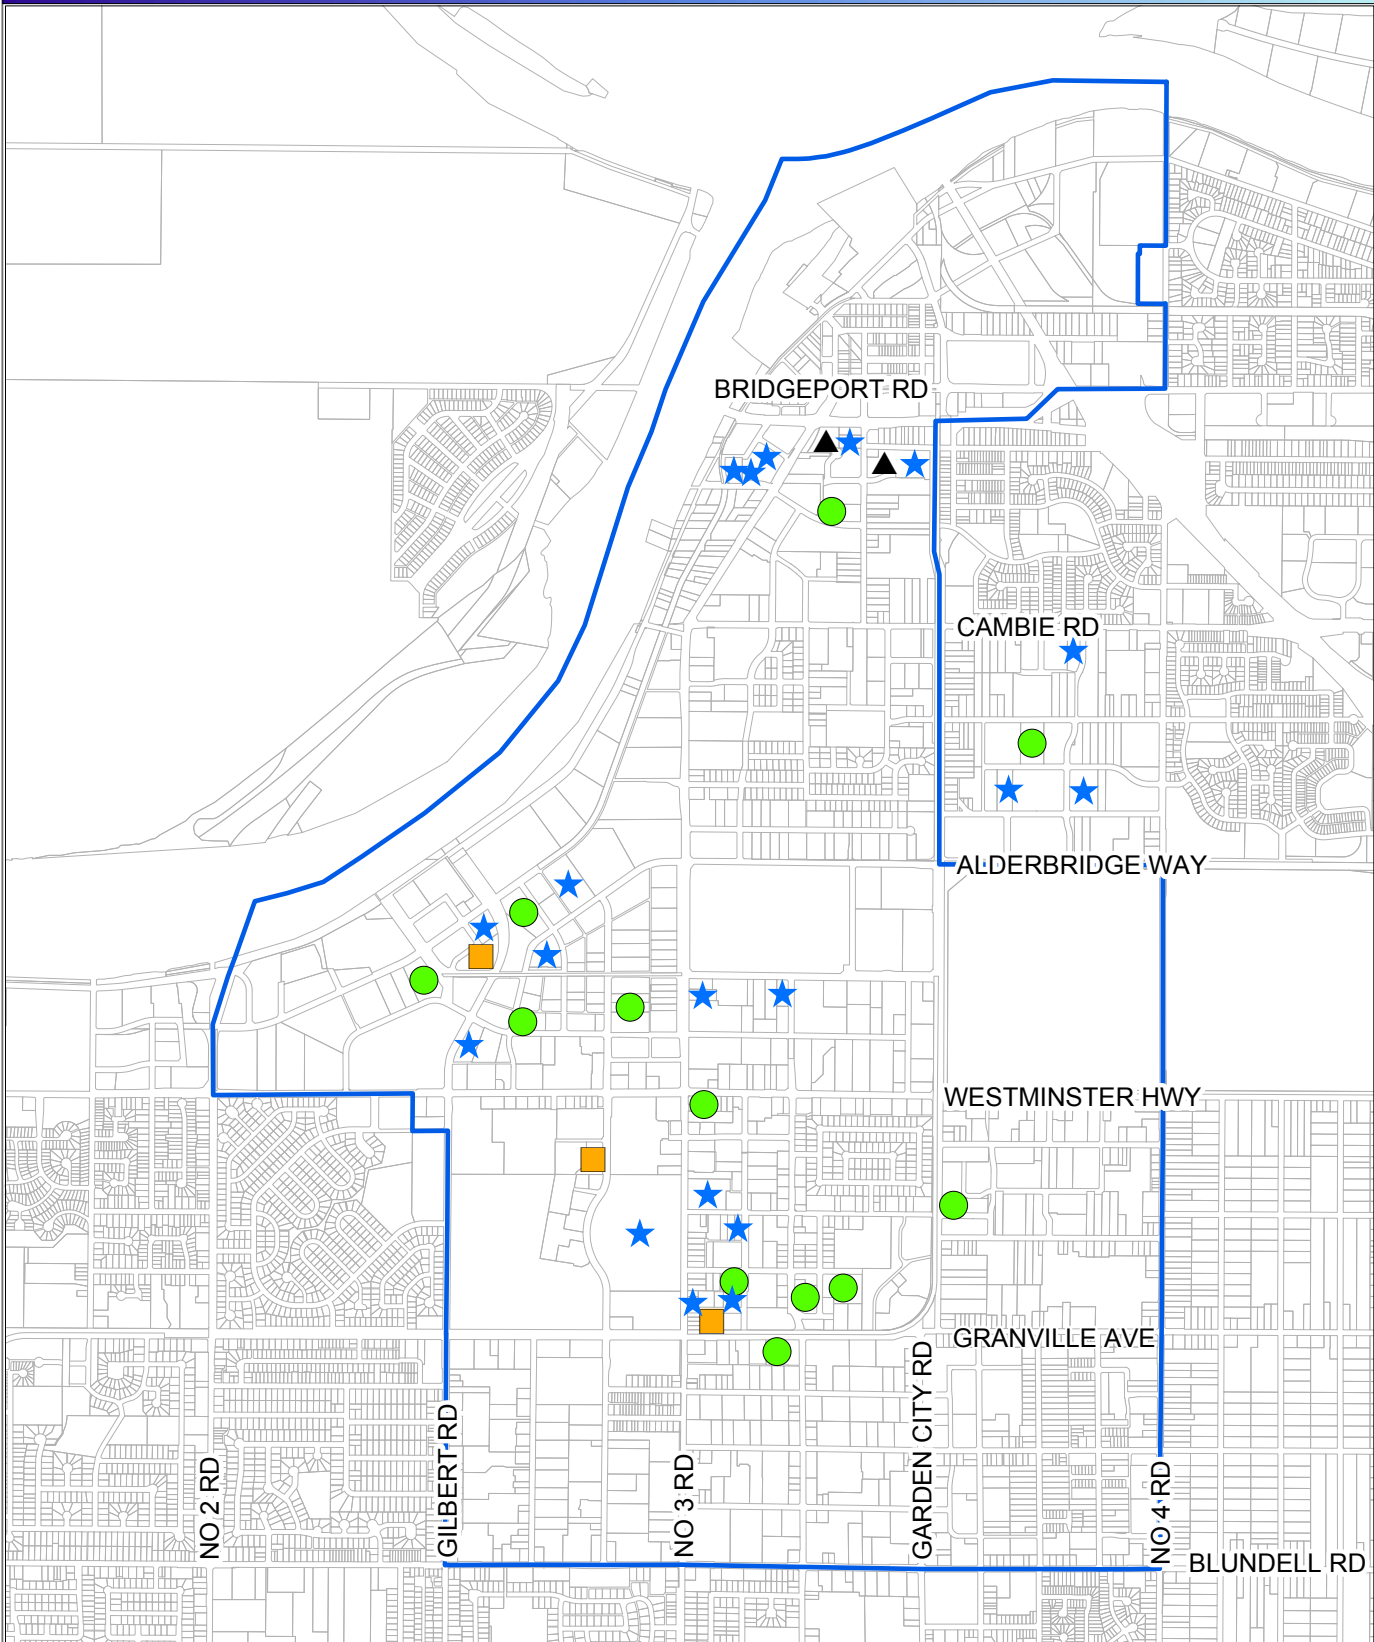 BRIDGEPORT RD
CAMBIE RD
ALDERBRIDGE WAY
WESTMINSTER HWY
GRANVILLE AVE
NO 2 RD
GILBERT RD
NO 3 RD
GARDEN CITY RD
NO 4 RD
BLUNDELL RD